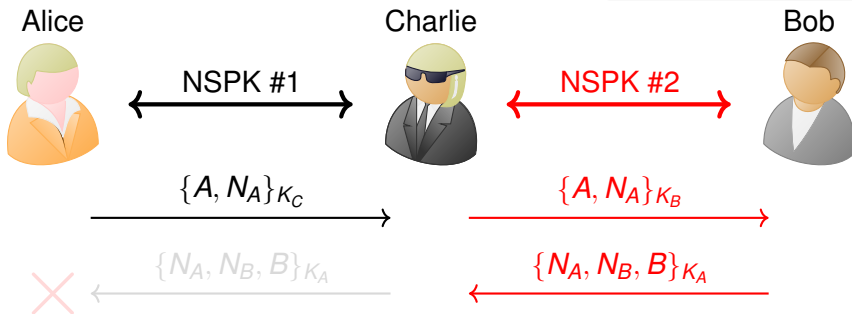 Alice Charlie Bob
NSPK #1 NSPK #2
{A, N_A}_{K_C} {A, N_A}_{K_B}
{N_A, N_B, B}_{K_A} {N_A, N_B, B}_{K_A}